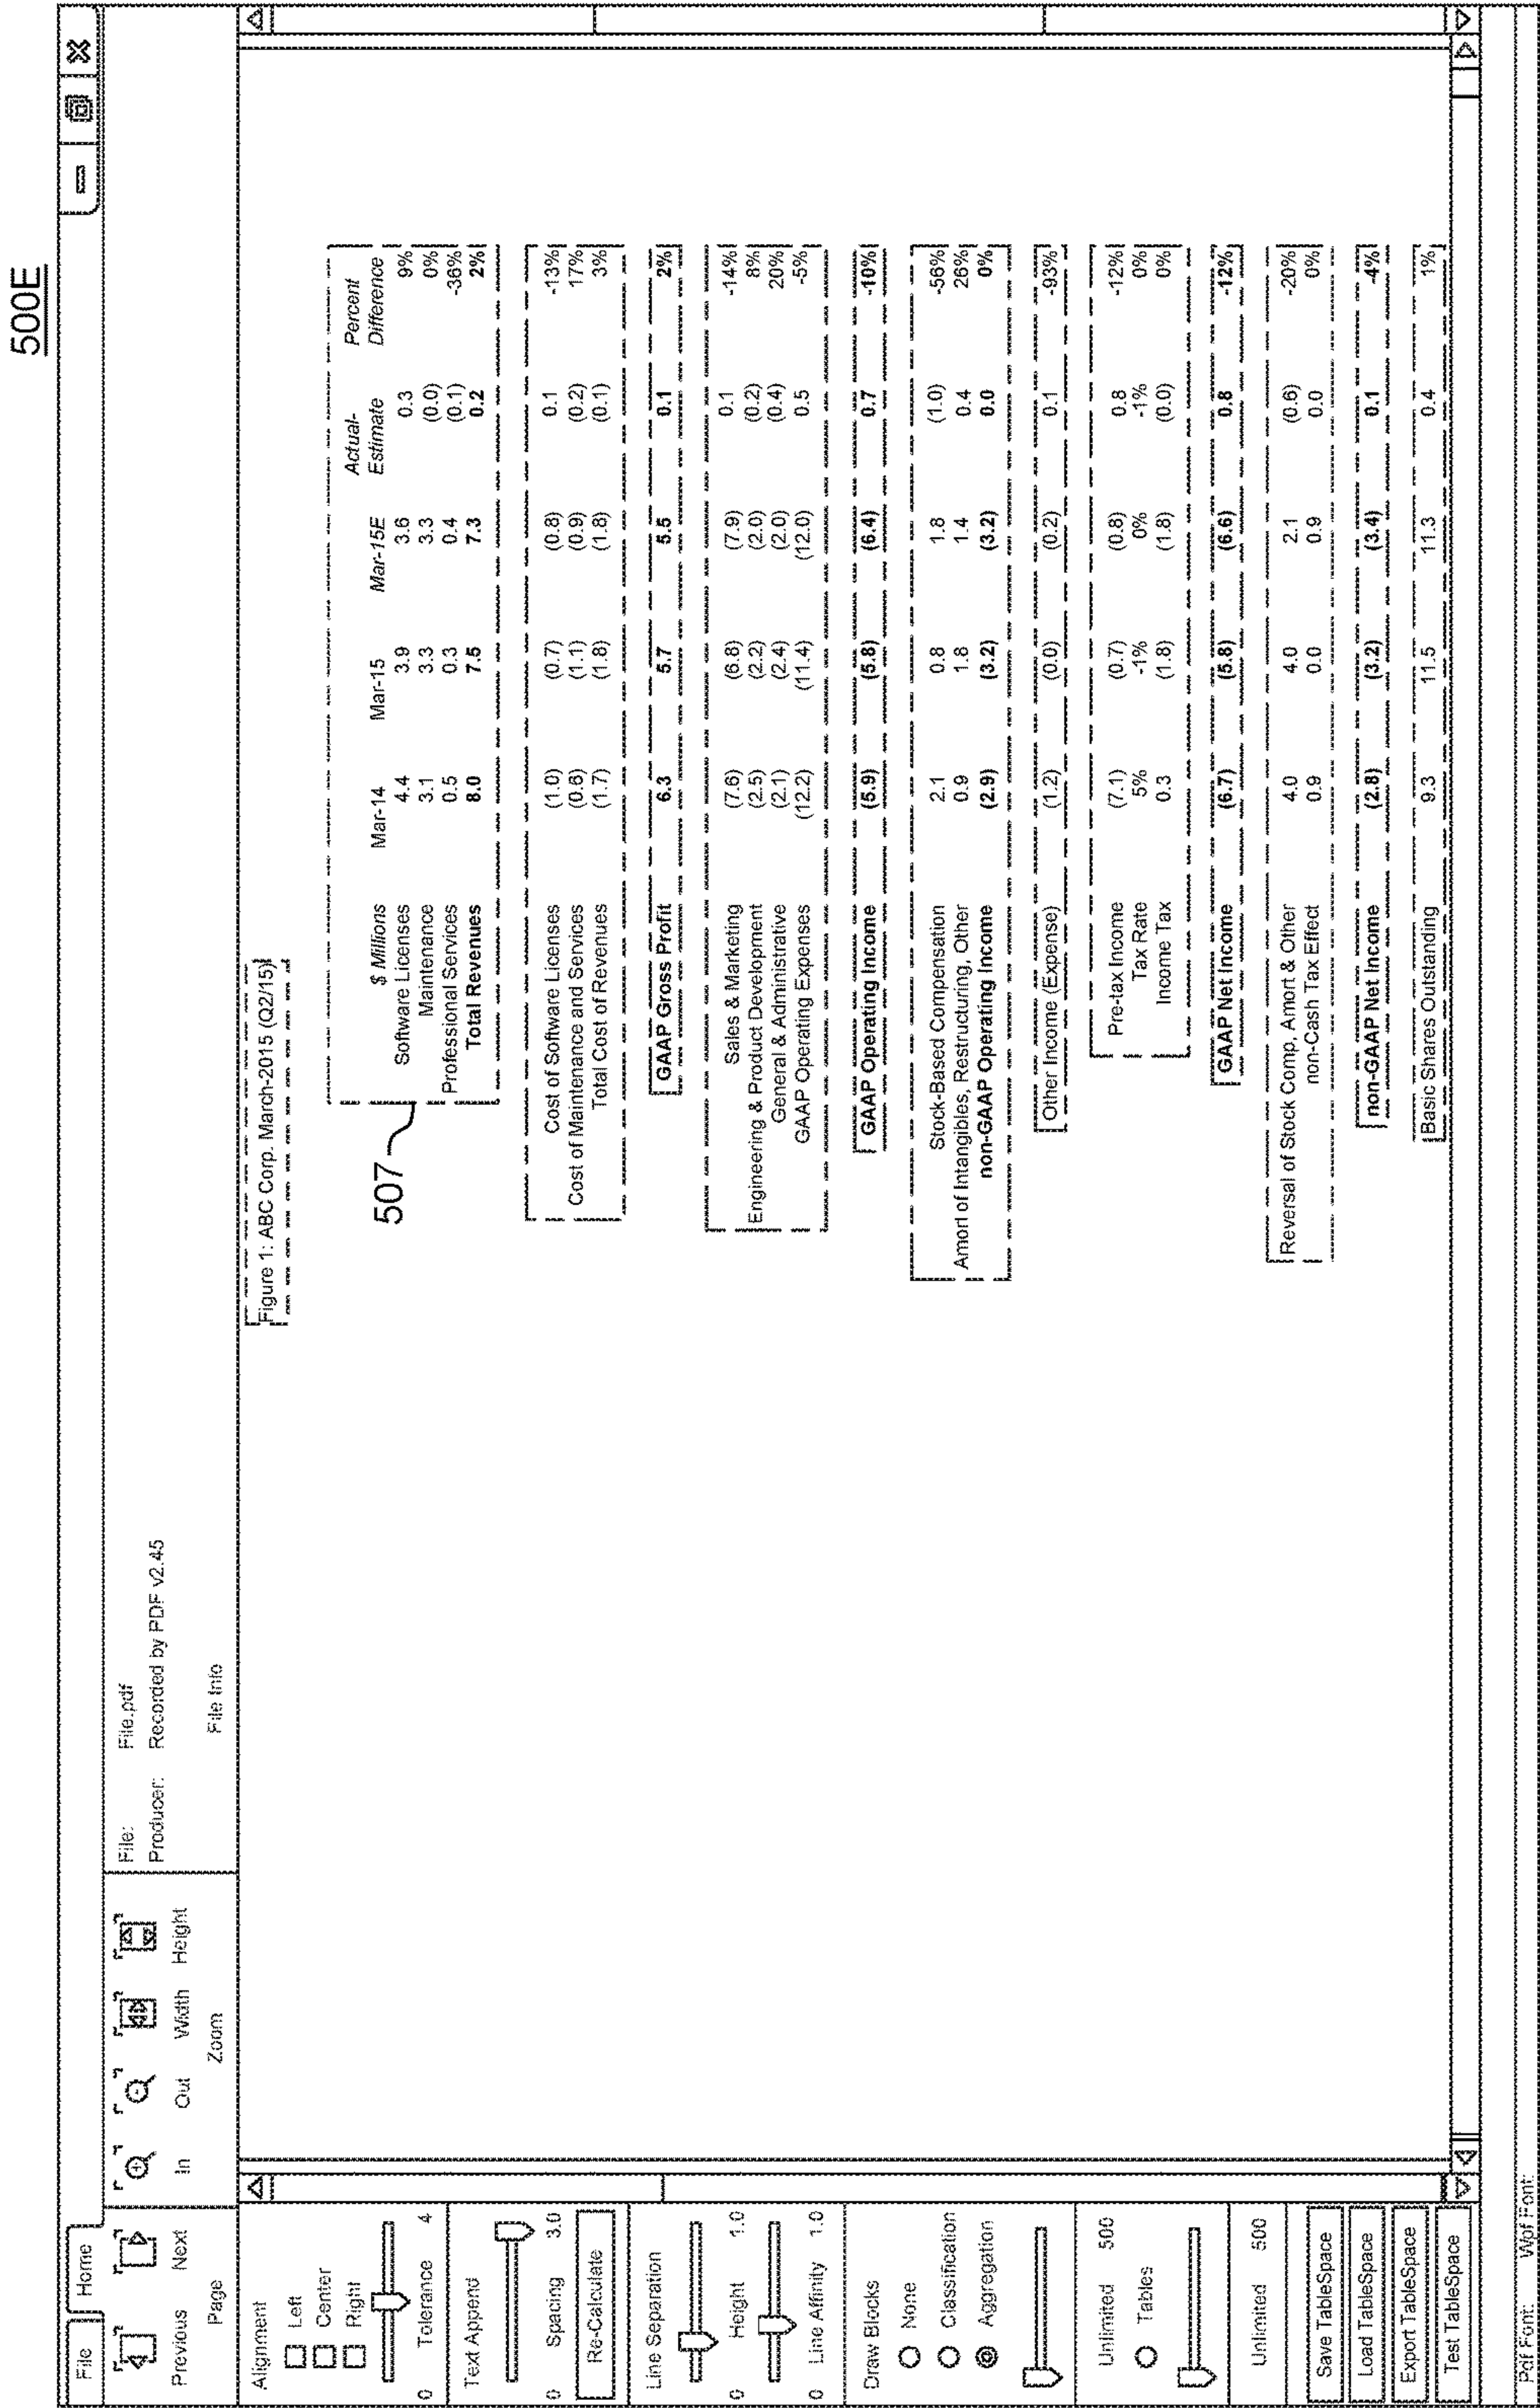 500E
File Home
Previous Next
Page
In Out Width Height
Zoom
File: File.pdf
Producer: Recorded by PDF v2.45
File Info
Alignment
Left
Center
Right
0 Tolerance 4
Text Append
0 Spacing 3.0
Re-Calculate
Line Separation
0 Height 1.0
0 Line Affinity 1.0
Draw Blocks
None
Classification
Aggregation
Unlimited 500
Tables
Unlimited 500
Save TableSpace
Load TableSpace
Export TableSpace
Test TableSpace
Figure 1: ABC Corp. March-2015 (Q2/15)
507
Actual- Percent
$ Millions Mar-14 Mar-15 Mar-15E Estimate Difference
Software Licenses 4.4 3.9 3.6 0.3 9%
Maintenance 3.1 3.3 3.3 (0.0) 0%
Professional Services 0.5 0.3 0.4 (0.1) -36%
Total Revenues 8.0 7.5 7.3 0.2 2%
Cost of Software Licenses (1.0) (0.7) (0.8) 0.1 -13%
Cost of Maintenance and Services (0.6) (1.1) (0.9) (0.2) 17%
Total Cost of Revenues (1.7) (1.8) (1.8) (0.1) 3%
GAAP Gross Profit 6.3 5.7 5.5 0.1 2%
Sales & Marketing (7.6) (6.8) (7.9) 0.1 -14%
Engineering & Product Development (2.5) (2.2) (2.0) (0.2) 8%
General & Administrative (2.1) (2.4) (2.0) (0.4) 20%
GAAP Operating Expenses (12.2) (11.4) (12.0) 0.5 -5%
GAAP Operating Income (5.9) (5.8) (6.4) 0.7 -10%
Stock-Based Compensation 2.1 0.8 1.8 (1.0) -56%
Amort of Intangibles, Restructuring, Other 0.9 1.8 1.4 0.4 26%
non-GAAP Operating Income (2.9) (3.2) (3.2) 0.0 0%
Other Income (Expense) (1.2) (0.0) (0.2) 0.1 -93%
Pre-tax Income (7.1) (0.7) (0.8) 0.8 -12%
Tax Rate 5% -1% 0% -1% 0%
Income Tax 0.3 (1.8) (1.8) (0.0) 0%
GAAP Net Income (6.7) (5.8) (6.6) 0.8 -12%
Reversal of Stock Comp, Amort & Other 4.0 4.0 2.1 (0.6) -20%
non-Cash Tax Effect 0.9 0.0 0.9 0.0 0%
non-GAAP Net Income (2.8) (3.2) (3.4) 0.1 -4%
Basic Shares Outstanding 9.3 11.5 11.3 0.4 1%
Pdf Font: Wpf Font: